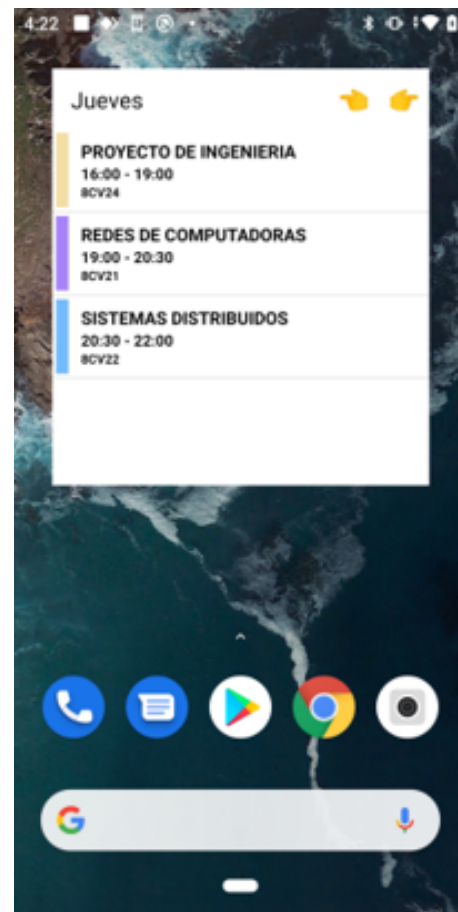 4:22
Jueves
PROYECTO DE INGENIERIA
16:00 - 19:00
8CV24
REDES DE COMPUTADORAS
19:00 - 20:30
8CV21
SISTEMAS DISTRIBUIDOS
20:30 - 22:00
8CV22